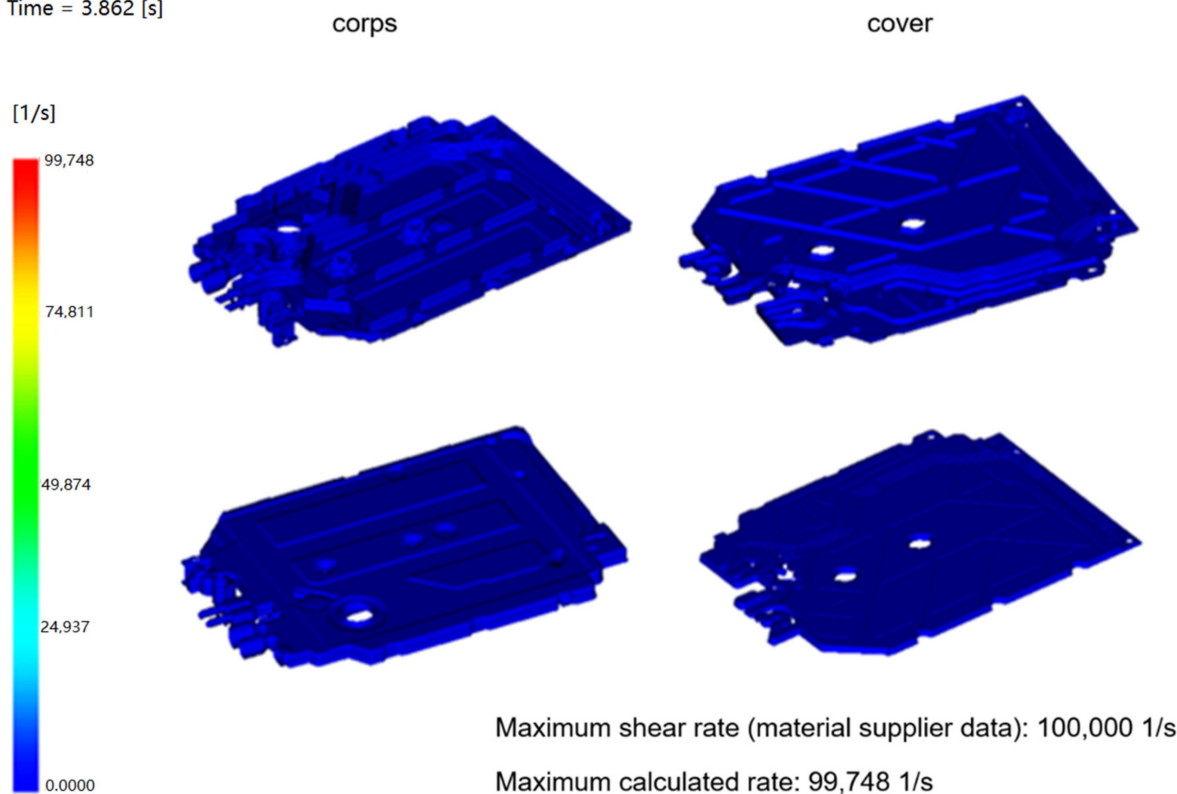 Time = 3.862 [s]
corps
cover
[1/s]
99,748
74,811
49,874
24,937
0.0000
Maximum shear rate (material supplier data): 100,000 1/s
Maximum calculated rate: 99,748 1/s